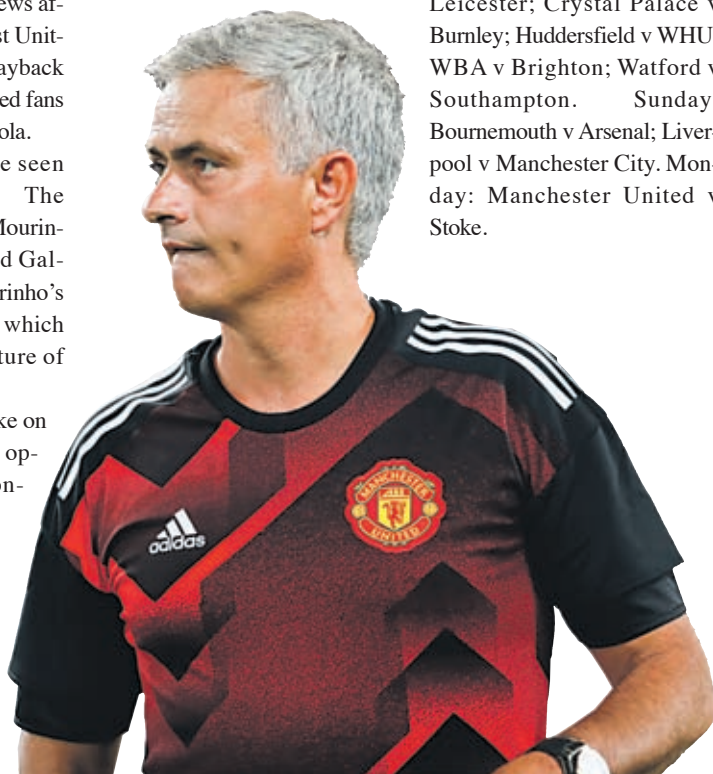 ews af-
st Unit-
ayback
ed fans
ola.
e seen
The
Mourin-
d Gal-
rinho's
which
ture of
ke on
op-
on-
Leicester; Crystal Palace v
Burnley; Huddersfield v WHU;
WBA v Brighton; Watford v
Southampton. Sunday:
Bournemouth v Arsenal; Liver-
pool v Manchester City. Mon-
day: Manchester United v
Stoke.
adidas
MANCHESTER
UNITED